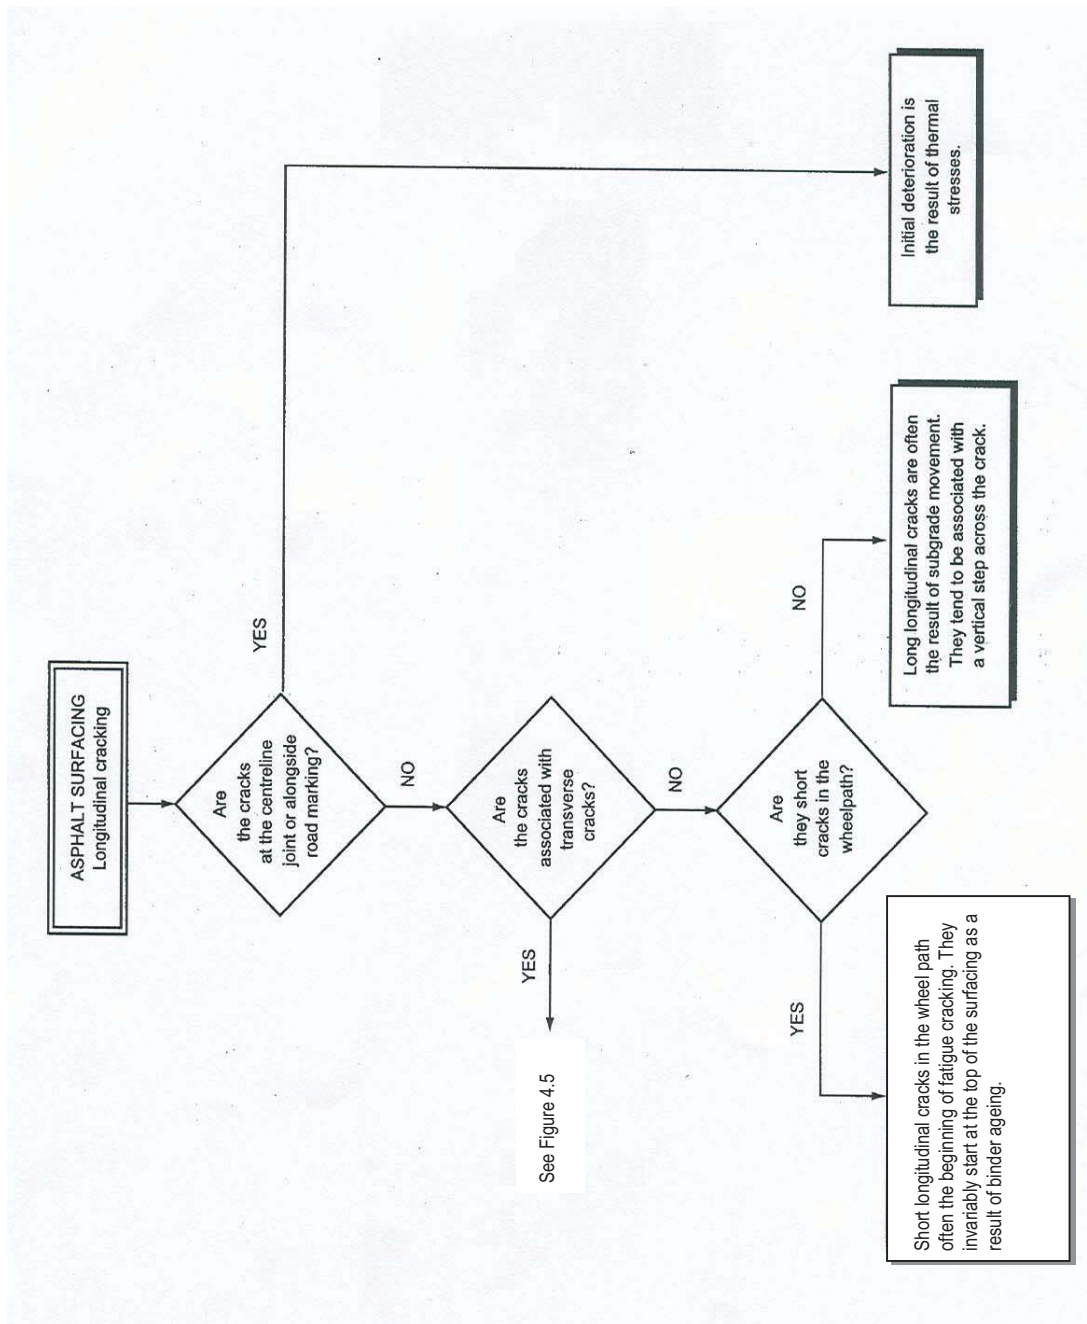 ASPHALT SURFACING
Longitudinal cracking
Are
the cracks
at the centreline
joint or alongside
road marking?
YES
NO
Are
the cracks
associated with
transverse
cracks?
YES
See Figure 4.5
NO
Are
they short
cracks in the
wheelpath?
YES
NO
Short longitudinal cracks in the wheel path
often the beginning of fatigue cracking. They
invariably start at the top of the surfacing as a
result of binder ageing.
Long longitudinal cracks are often
the result of subgrade movement.
They tend to be associated with
a vertical step across the crack.
Initial deterioration is
the result of thermal
stresses.